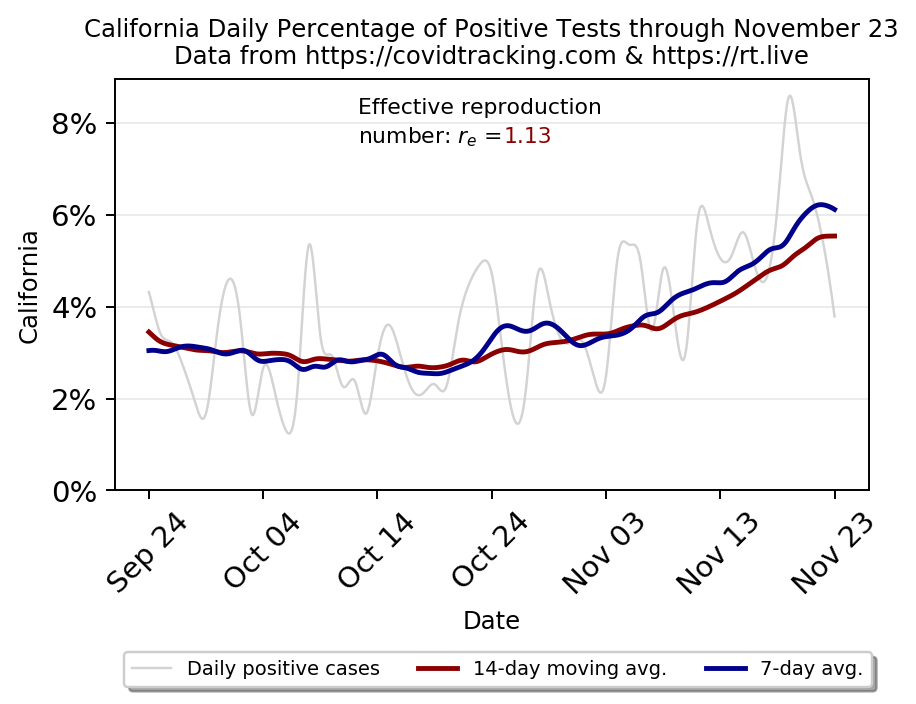 California Daily Percentage of Positive Tests through November 23
Data from https://covidtracking.com & https://rt.live
Effective reproduction
number: rₑ =1.13
8%
6%
4%
2%
0%
California
Sep 24
Oct 04
Oct 14
Oct 24
Nov 03
Nov 13
Nov 23
Date
Daily positive cases
14-day moving avg.
7-day avg.